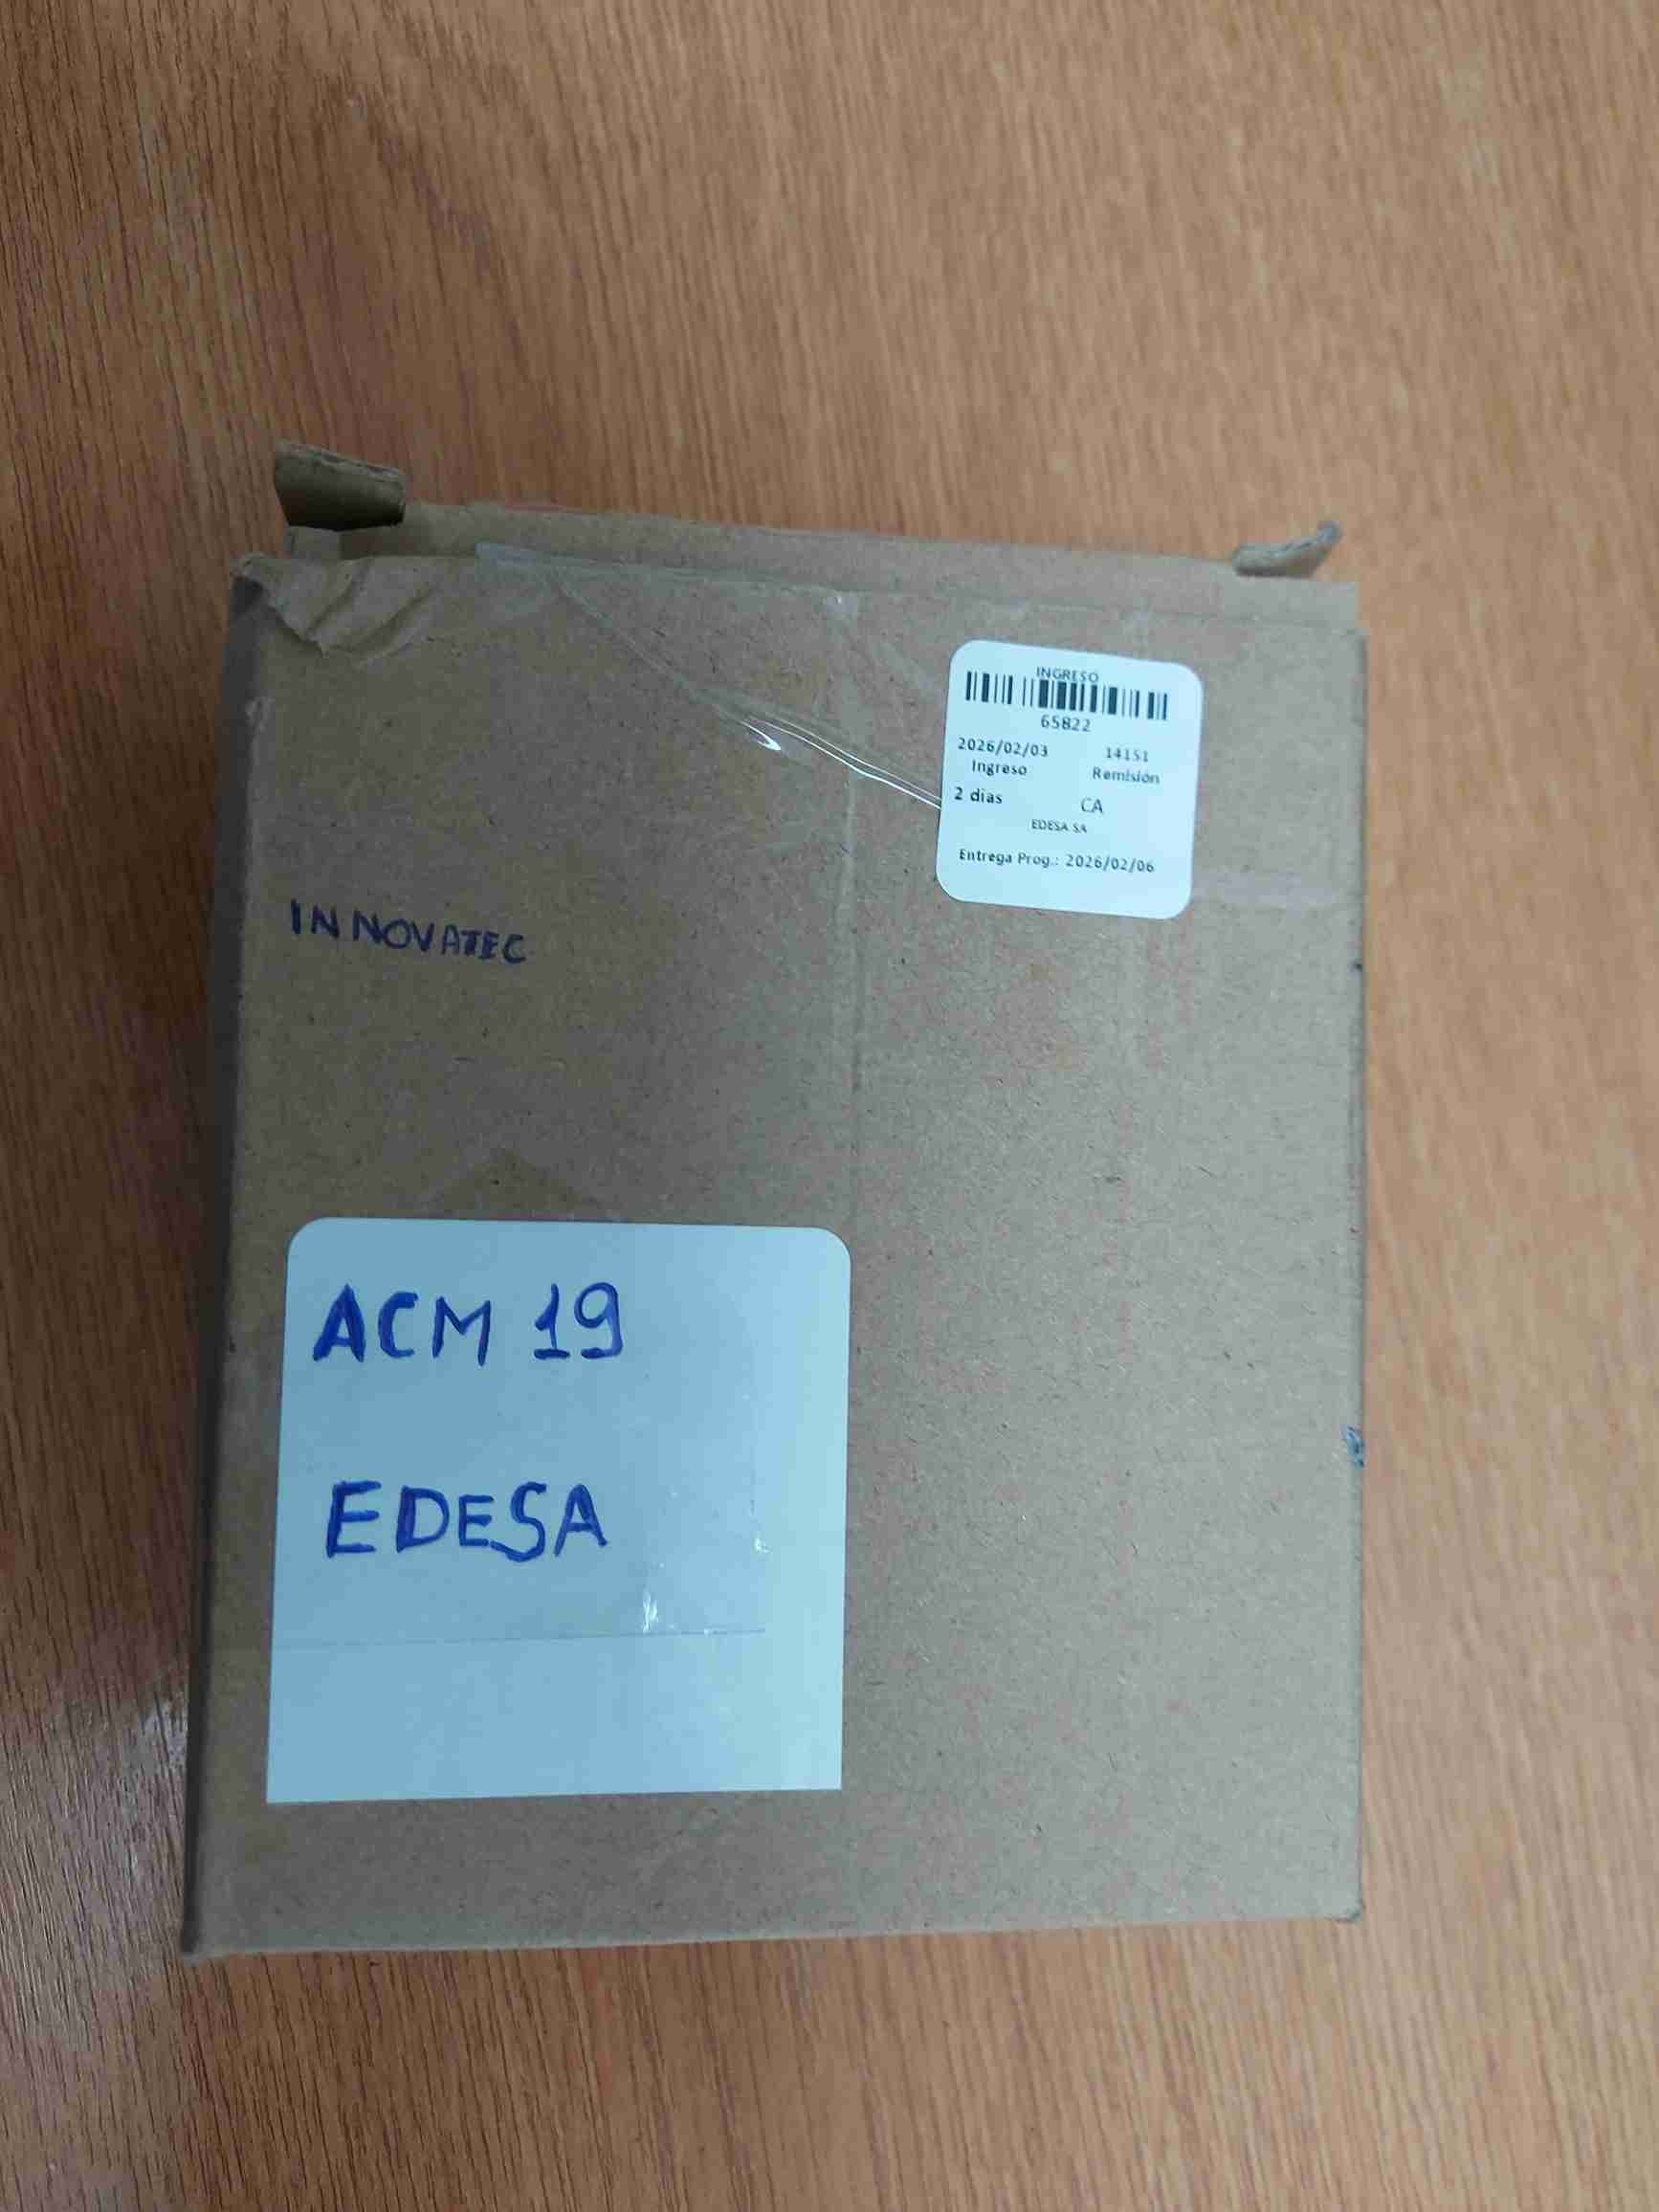 INGRESO
65822
2026/02/03 14151
Ingreso Remisión
2 dias CA
EDESA SA
Entrega Prog.: 2026/02/06
INNOVATEC
ACM 19
EDESA